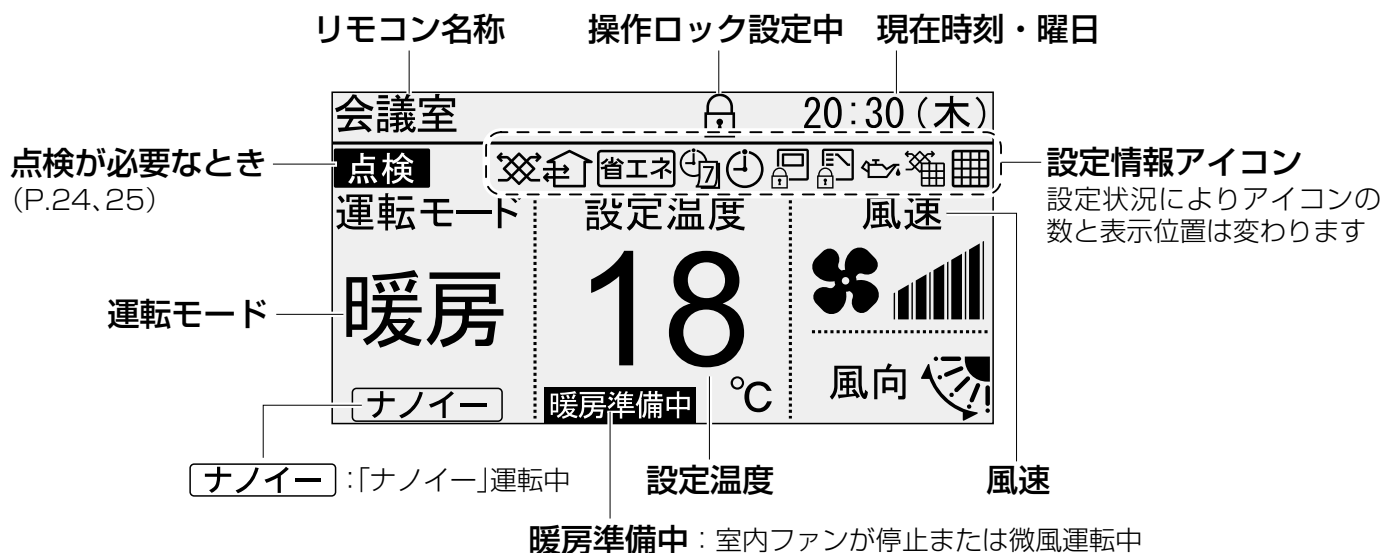 リモコン名称 操作ロック設定中 現在時刻・曜日
会議室 20:30(木)
点検が必要なとき
(P.24、25)
点検 省エネ 7
設定情報アイコン
設定状況によりアイコンの
数と表示位置は変わります
運転モード 設定温度 風速
運転モード
暖房 18 ℃
風向
ナノイー 暖房準備中
ナノイー:「ナノイー」運転中
設定温度 風速
暖房準備中:室内ファンが停止または微風運転中